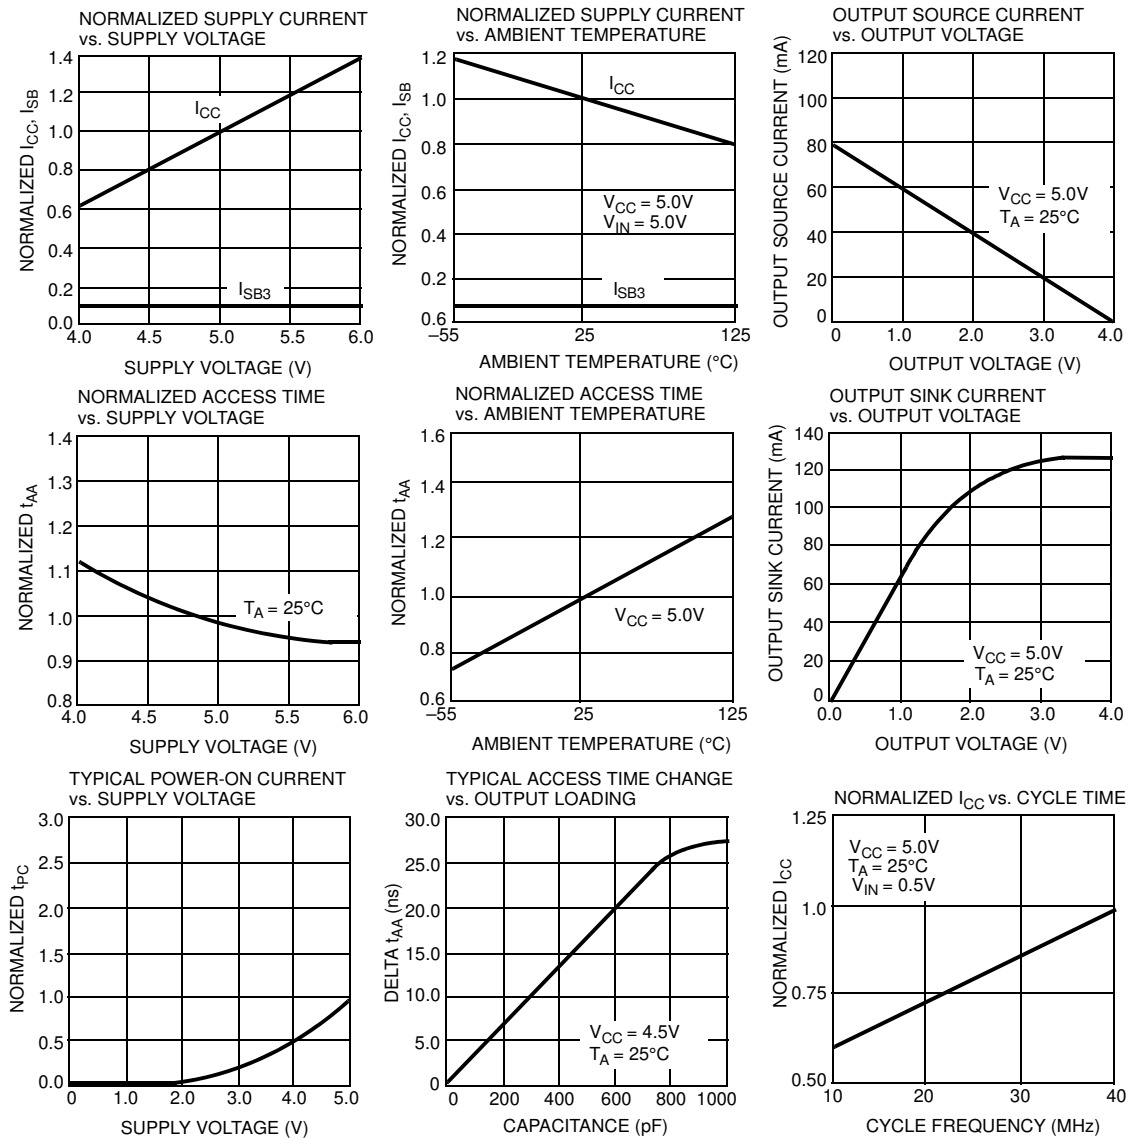 NORMALIZED SUPPLY CURRENT
vs. SUPPLY VOLTAGE
1.4
1.2
1.0
0.8
0.6
0.4
0.2
0.0
NORMALIZED ICC, ISB
ICC
ISB3
4.0 4.5 5.0 5.5 6.0
SUPPLY VOLTAGE (V)
NORMALIZED SUPPLY CURRENT
vs. AMBIENT TEMPERATURE
1.2
1.0
0.8
0.6
0.4
0.2
0.6
NORMALIZED ICC, ISB
ICC
VCC = 5.0V
VIN = 5.0V
ISB3
–55 25 125
AMBIENT TEMPERATURE (°C)
OUTPUT SOURCE CURRENT
vs. OUTPUT VOLTAGE
120
100
80
60
40
20
0
OUTPUT SOURCE CURRENT (mA)
VCC = 5.0V
TA = 25°C
0 1.0 2.0 3.0 4.0
OUTPUT VOLTAGE (V)
NORMALIZED ACCESS TIME
vs. SUPPLY VOLTAGE
1.4
1.3
1.2
1.1
1.0
0.9
0.8
NORMALIZED tAA
TA = 25°C
4.0 4.5 5.0 5.5 6.0
SUPPLY VOLTAGE (V)
NORMALIZED ACCESS TIME
vs. AMBIENT TEMPERATURE
1.6
1.4
1.2
1.0
0.8
0.6
NORMALIZED tAA
VCC = 5.0V
–55 25 125
AMBIENT TEMPERATURE (°C)
OUTPUT SINK CURRENT
vs. OUTPUT VOLTAGE
140
120
100
80
60
40
20
0
OUTPUT SINK CURRENT (mA)
VCC = 5.0V
TA = 25°C
0.0 1.0 2.0 3.0 4.0
OUTPUT VOLTAGE (V)
TYPICAL POWER-ON CURRENT
vs. SUPPLY VOLTAGE
3.0
2.5
2.0
1.5
1.0
0.5
0.0
NORMALIZED tPC
0 1.0 2.0 3.0 4.0 5.0
SUPPLY VOLTAGE (V)
TYPICAL ACCESS TIME CHANGE
vs. OUTPUT LOADING
30.0
25.0
20.0
15.0
10.0
5.0
0
DELTA tAA (ns)
VCC = 4.5V
TA = 25°C
0 200 400 600 800 1000
CAPACITANCE (pF)
NORMALIZED ICC vs. CYCLE TIME
1.25
1.0
0.75
0.50
NORMALIZED ICC
VCC = 5.0V
TA = 25°C
VIN = 0.5V
10 20 30 40
CYCLE FREQUENCY (MHz)